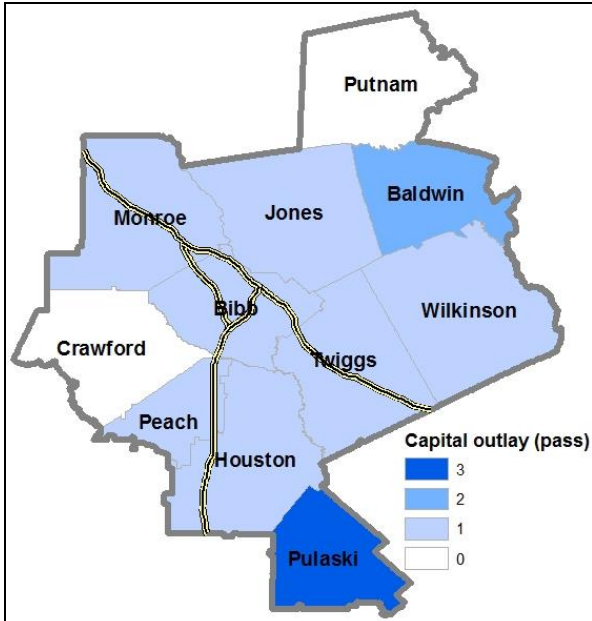 Putnam
Baldwin
Monroe
Jones
Wilkinson
Bibb
Crawford
Twiggs
Peach
Houston
Capital outlay (pass)
3
2
1
0
Pulaski